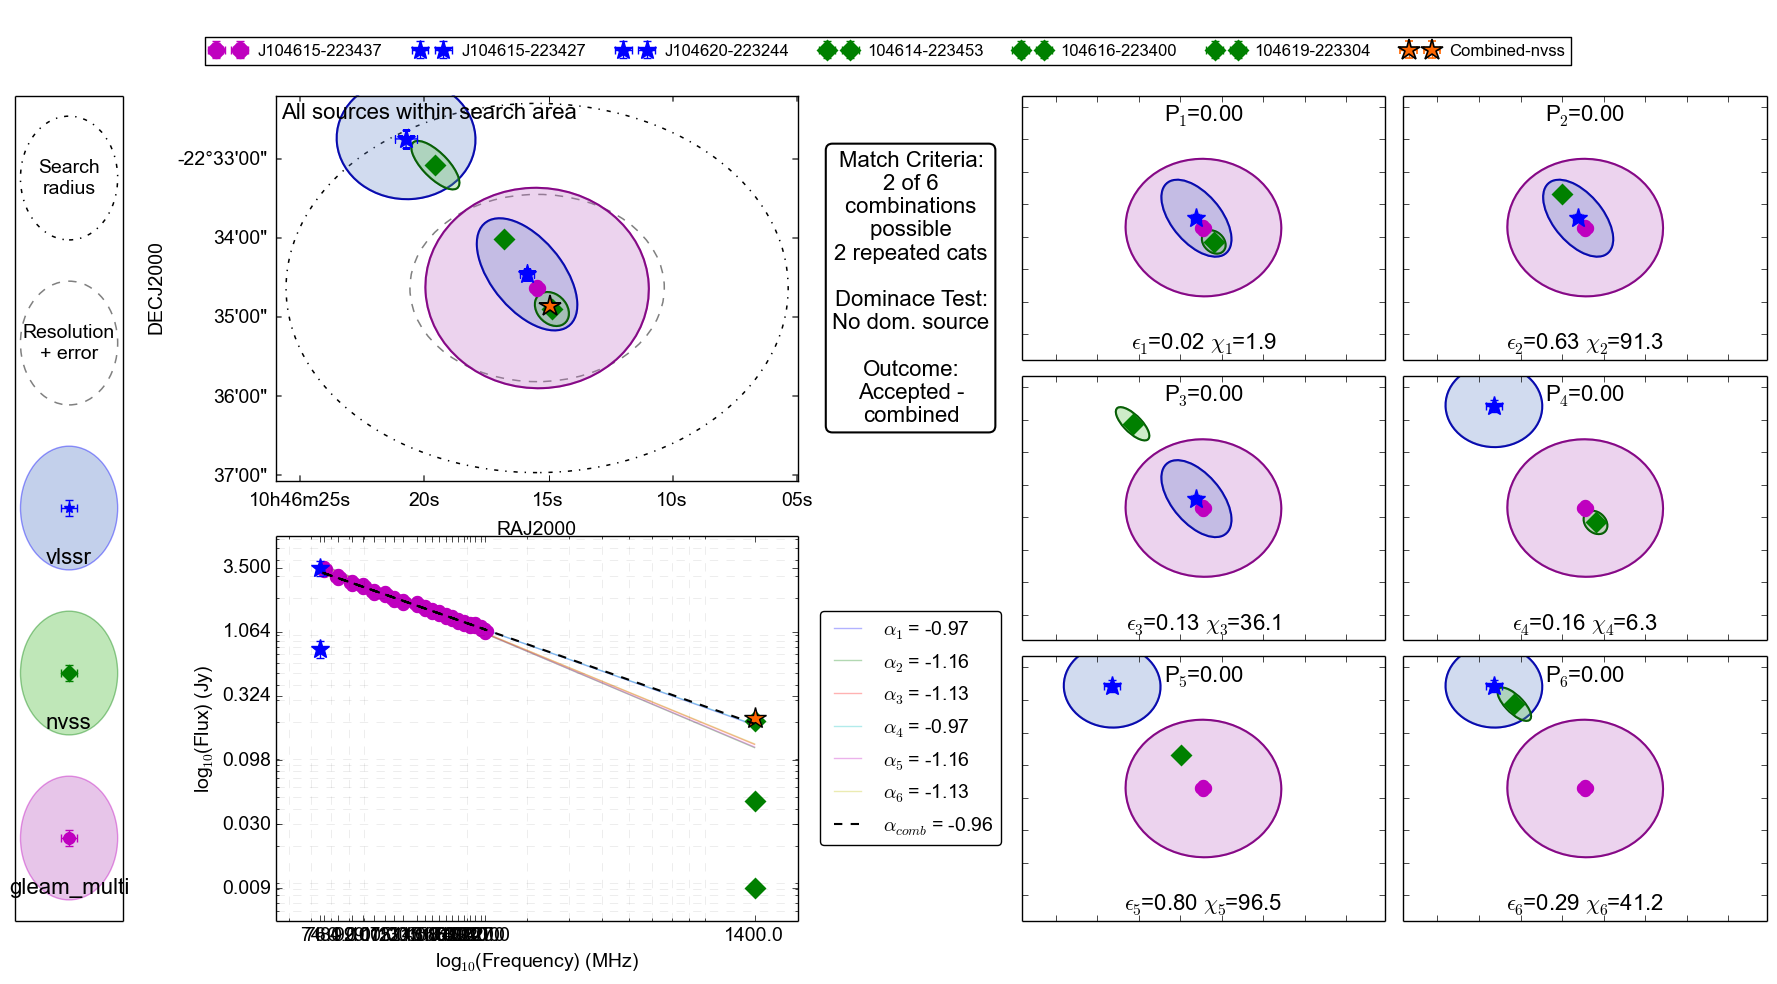 J104615-223437 J104615-223427 J104620-223244 104614-223453 104616-223400 104619-223304 Combined-nvss
Search
radius
Resolution
+ error
vlssr
nvss
gleam_multi
All sources within search area
DECJ2000
-22°33'00"
34'00"
35'00"
36'00"
37'00"
10h46m25s 20s 15s 10s 05s
RAJ2000
Match Criteria:
2 of 6
combinations
possible
2 repeated cats
Dominace Test:
No dom. source
Outcome:
Accepted -
combined
log10(Flux) (Jy)
3.500
1.064
0.324
0.098
0.030
0.009
1400.0
log10(Frequency) (MHz)
α1 = -0.97
α2 = -1.16
α3 = -1.13
α4 = -0.97
α5 = -1.16
α6 = -1.13
αcomb = -0.96
P1=0.00
ϵ1=0.02 χ1=1.9
P2=0.00
ϵ2=0.63 χ2=91.3
P3=0.00
ϵ3=0.13 χ3=36.1
P4=0.00
ϵ4=0.16 χ4=6.3
P5=0.00
ϵ5=0.80 χ5=96.5
P6=0.00
ϵ6=0.29 χ6=41.2